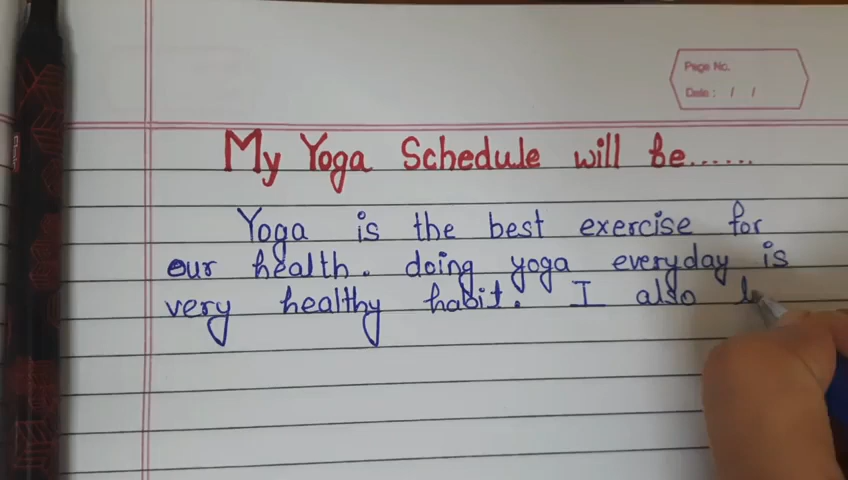 Page No.
Date : / /
My Yoga Schedule will be......
Yoga is the best exercise for
our health. doing yoga everyday is
very healthy habit. I also